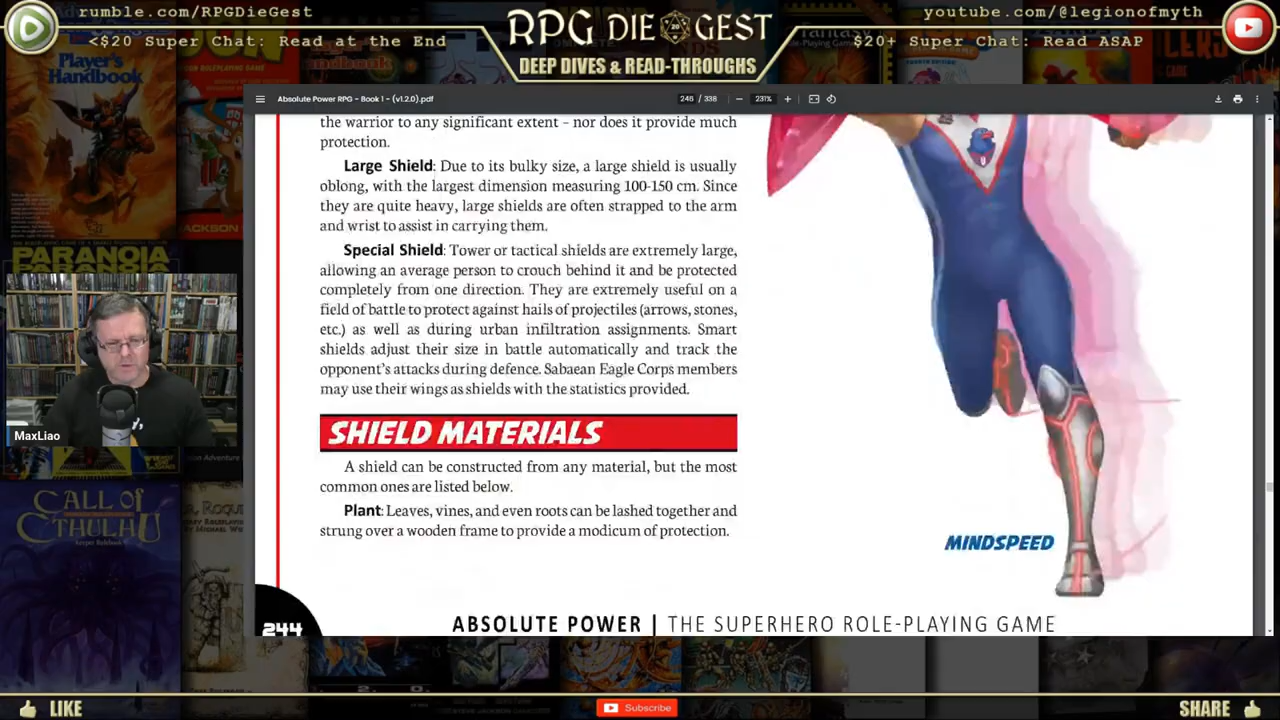 rumble.com/RPGDieGest
<$20 Super Chat: Read at the End
RPG DIE GEST
20
DEEP DIVES & READ-THROUGHS
youtube.com/@legionofmyth
$20+ Super Chat: Read ASAP
Player's
Handbook
PARANOIA
Absolute Power RPG - Book 1 - (v1.2.0).pdf
246 / 338
231%
the warrior to any significant extent – nor does it provide much
protection.
Large Shield: Due to its bulky size, a large shield is usually
oblong, with the largest dimension measuring 100-150 cm. Since
they are quite heavy, large shields are often strapped to the arm
and wrist to assist in carrying them.
Special Shield: Tower or tactical shields are extremely large,
allowing an average person to crouch behind it and be protected
completely from one direction. They are extremely useful on a
field of battle to protect against hails of projectiles (arrows, stones,
etc.) as well as during urban infiltration assignments. Smart
shields adjust their size in battle automatically and track the
opponent's attacks during defence. Sabaean Eagle Corps members
may use their wings as shields with the statistics provided.
SHIELD MATERIALS
A shield can be constructed from any material, but the most
common ones are listed below.
Plant: Leaves, vines, and even roots can be lashed together and
strung over a wooden frame to provide a modicum of protection.
MINDSPEED
244
ABSOLUTE POWER | THE SUPERHERO ROLE-PLAYING GAME
MaxLiao
CALL OF
CTHULHU
LIKE
Subscribe
SHARE